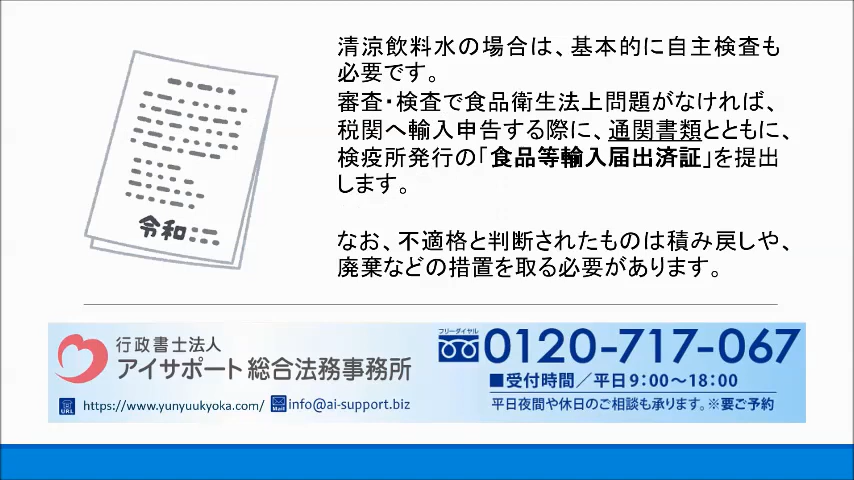 清涼飲料水の場合は、基本的に自主検査も
必要です。
審査・検査で食品衛生法上問題がなければ、
税関へ輸入申告する際に、通関書類とともに、
検疫所発行の「食品等輸入届出済証」を提出
します。
なお、不適格と判断されたものは積み戻しや、
廃棄などの措置を取る必要があります。
令和
行政書士法人
アイサポート 総合法務事務所
URL https://www.yunyuukyoka.com/ Mail info@ai-support.biz
フリーダイヤル
0120-717-067
■受付時間／平日9:00～18:00
平日夜間や休日のご相談も承ります。※要ご予約